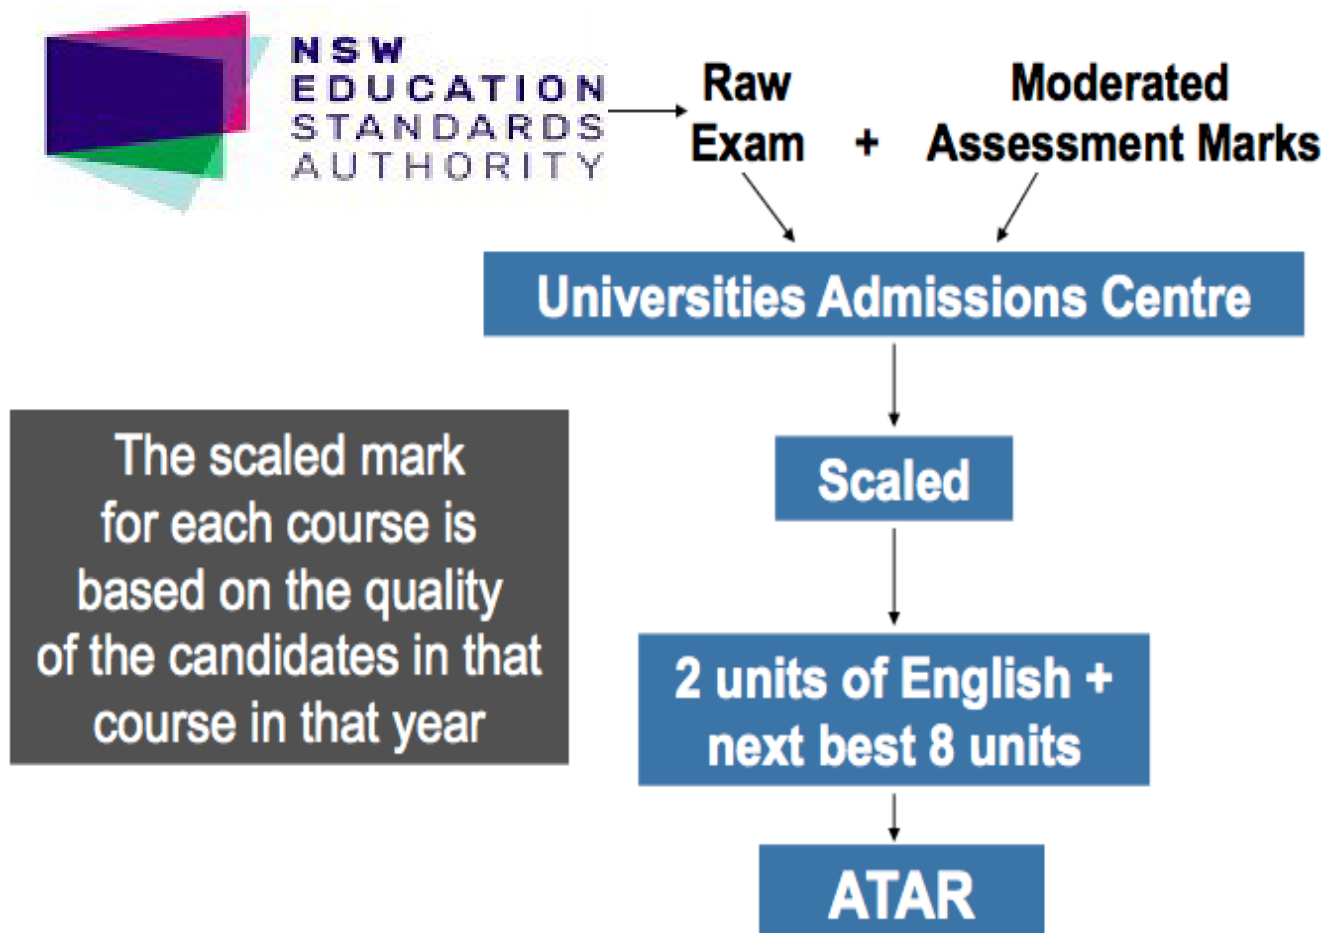 NSW
EDUCATION
STANDARDS
AUTHORITY
Raw
Exam
+
Moderated
Assessment Marks
Universities Admissions Centre
Scaled
The scaled mark
for each course is
based on the quality
of the candidates in that
course in that year
2 units of English +
next best 8 units
ATAR